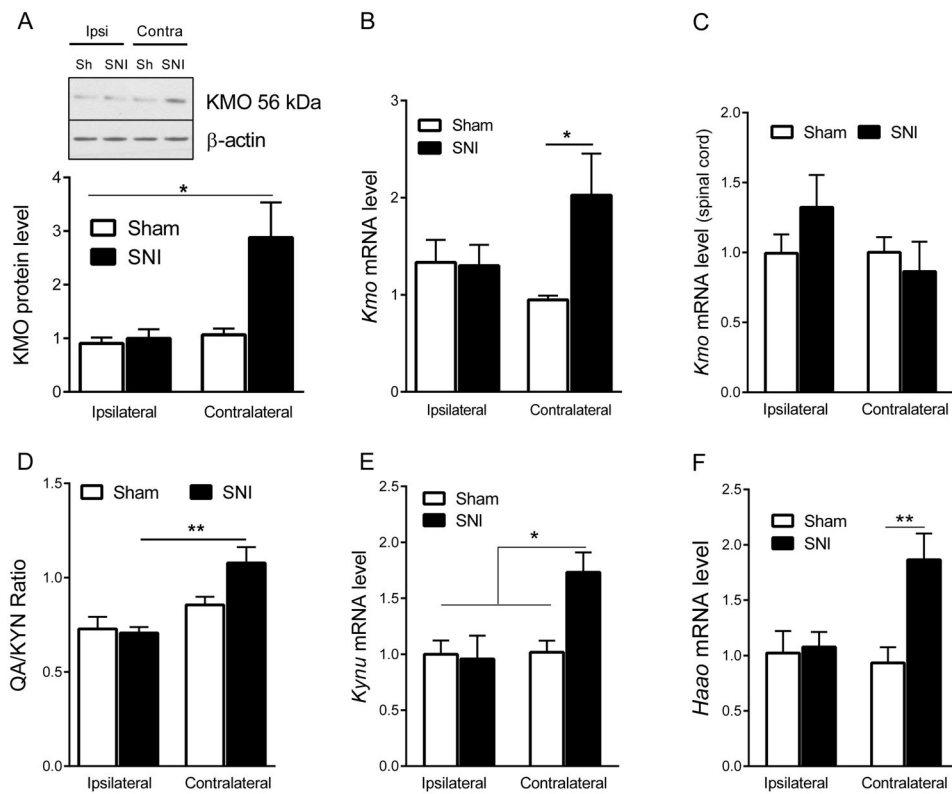 A
Ipsi Contra
Sh SNI Sh SNI
KMO 56 kDa
β-actin
KMO protein level
4
3
2
1
0
*
Sham
SNI
Ipsilateral Contralateral
B
Kmo mRNA level
3
2
1
0
Sham
SNI
*
Ipsilateral Contralateral
C
Kmo mRNA level (spinal cord)
2.0
1.5
1.0
0.5
0.0
Sham SNI
Ipsilateral Contralateral
D
QA/KYN Ratio
1.5
1.0
0.5
0.0
Sham SNI
**
Ipsilateral Contralateral
E
Kynu mRNA level
2.5
2.0
1.5
1.0
0.5
0.0
Sham
SNI
*
Ipsilateral Contralateral
F
Haao mRNA level
2.5
2.0
1.5
1.0
0.5
0.0
Sham
SNI
**
Ipsilateral Contralateral